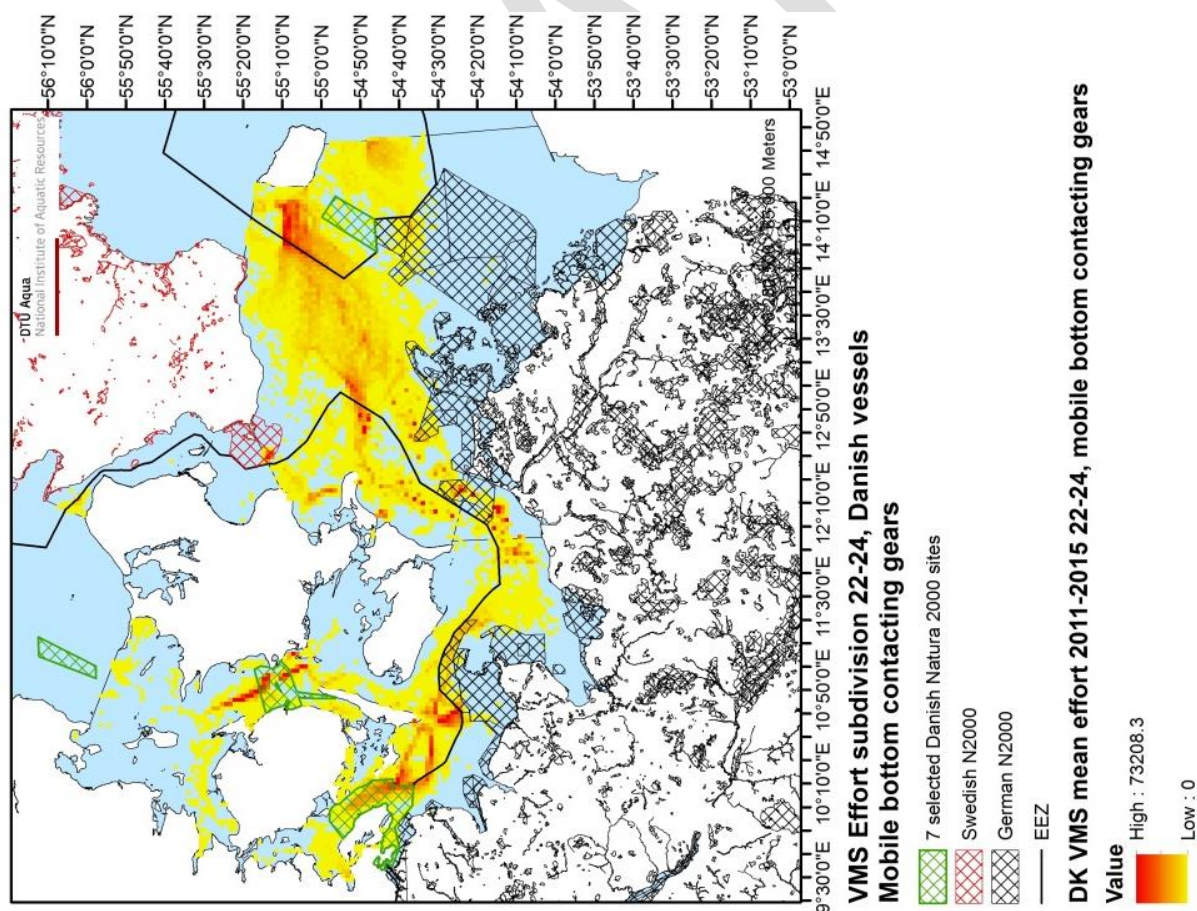 DTU Aqua
National Institute of Aquatic Resources
56°10'0"N
56°0'0"N
55°50'0"N
55°40'0"N
55°30'0"N
55°20'0"N
55°10'0"N
55°0'0"N
54°50'0"N
54°40'0"N
54°30'0"N
54°20'0"N
54°10'0"N
54°0'0"N
53°50'0"N
53°40'0"N
53°30'0"N
53°20'0"N
53°10'0"N
53°0'0"N
Meters
9°30'0"E
10°10'0"E
10°50'0"E
11°30'0"E
12°10'0"E
12°50'0"E
13°30'0"E
14°10'0"E
14°50'0"E
VMS Effort subdivision 22-24, Danish vessels
Mobile bottom contacting gears
7 selected Danish Natura 2000 sites
Swedish N2000
German N2000
EEZ
DK VMS mean effort 2011-2015 22-24, mobile bottom contacting gears
Value
High : 73208.3
Low : 0